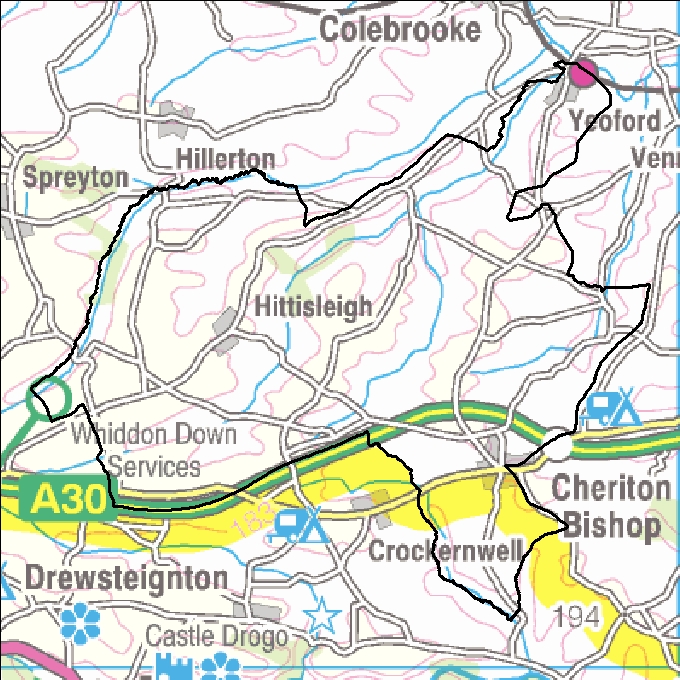 Colebrooke
Yeoford
Hillerton
Venn
Spreyton
Hittisleigh
Whiddon Down
Services
A30
183
Cheriton
Bishop
Crockernwell
Drewsteignton
194
Castle Drogo